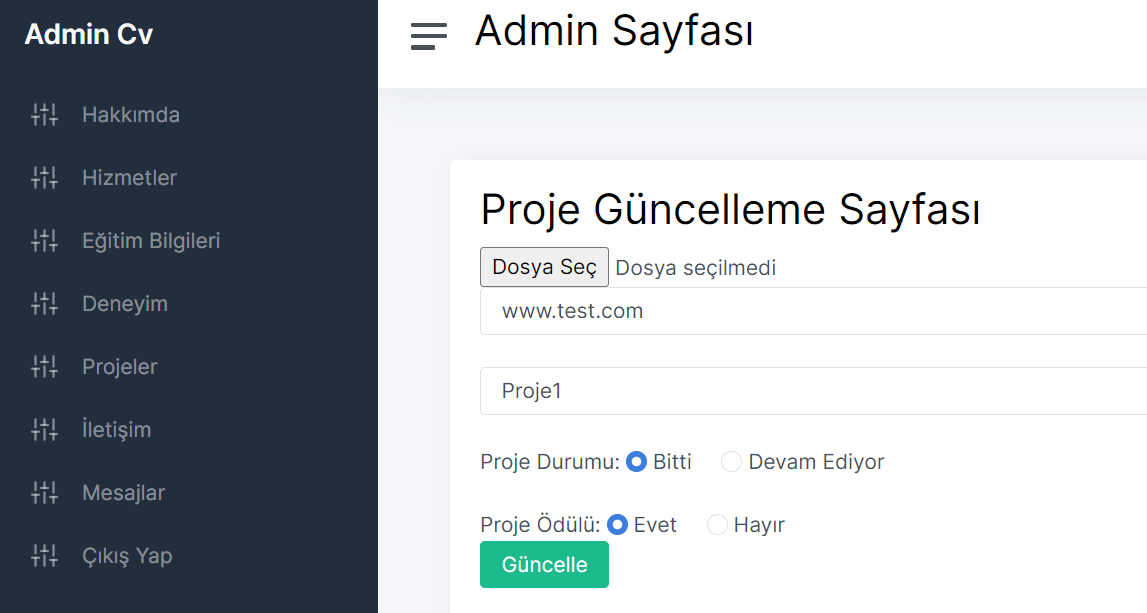 Admin Cv
Hakkımda
Hizmetler
Eğitim Bilgileri
Deneyim
Projeler
İletişim
Mesajlar
Çıkış Yap
Admin Sayfası
Proje Güncelleme Sayfası
Dosya Seç Dosya seçilmedi
www.test.com
Proje1
Proje Durumu: Bitti Devam Ediyor
Proje Ödülü: Evet Hayır
Güncelle